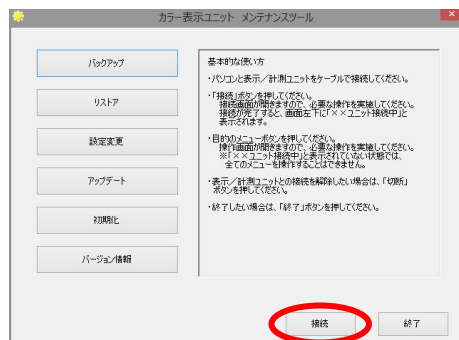 カラー表示ユニット メンテナンスツール
バックアップ
リストア
設定変更
アップデート
初期化
バージョン情報
基本的な使い方
・パソコンと表示／計測ユニットをケーブルで接続してください。
・「接続」ボタンを押してください。
接続画面が開きますので、必要な操作を実施してください。
接続が完了すると、画面左下に「××ユニット接続中」と
表示されます。
・目的のメニューボタンを押してください。
操作画面が開きますので、必要な操作を実施してください。
※「××ユニット接続中」と表示されていない状態では、
全てのメニューを操作することはできません。
・表示／計測ユニットとの接続を解除したい場合は、「切断」
ボタンを押してください。
・終了したい場合は、「終了」ボタンを押してください。
接続
終了